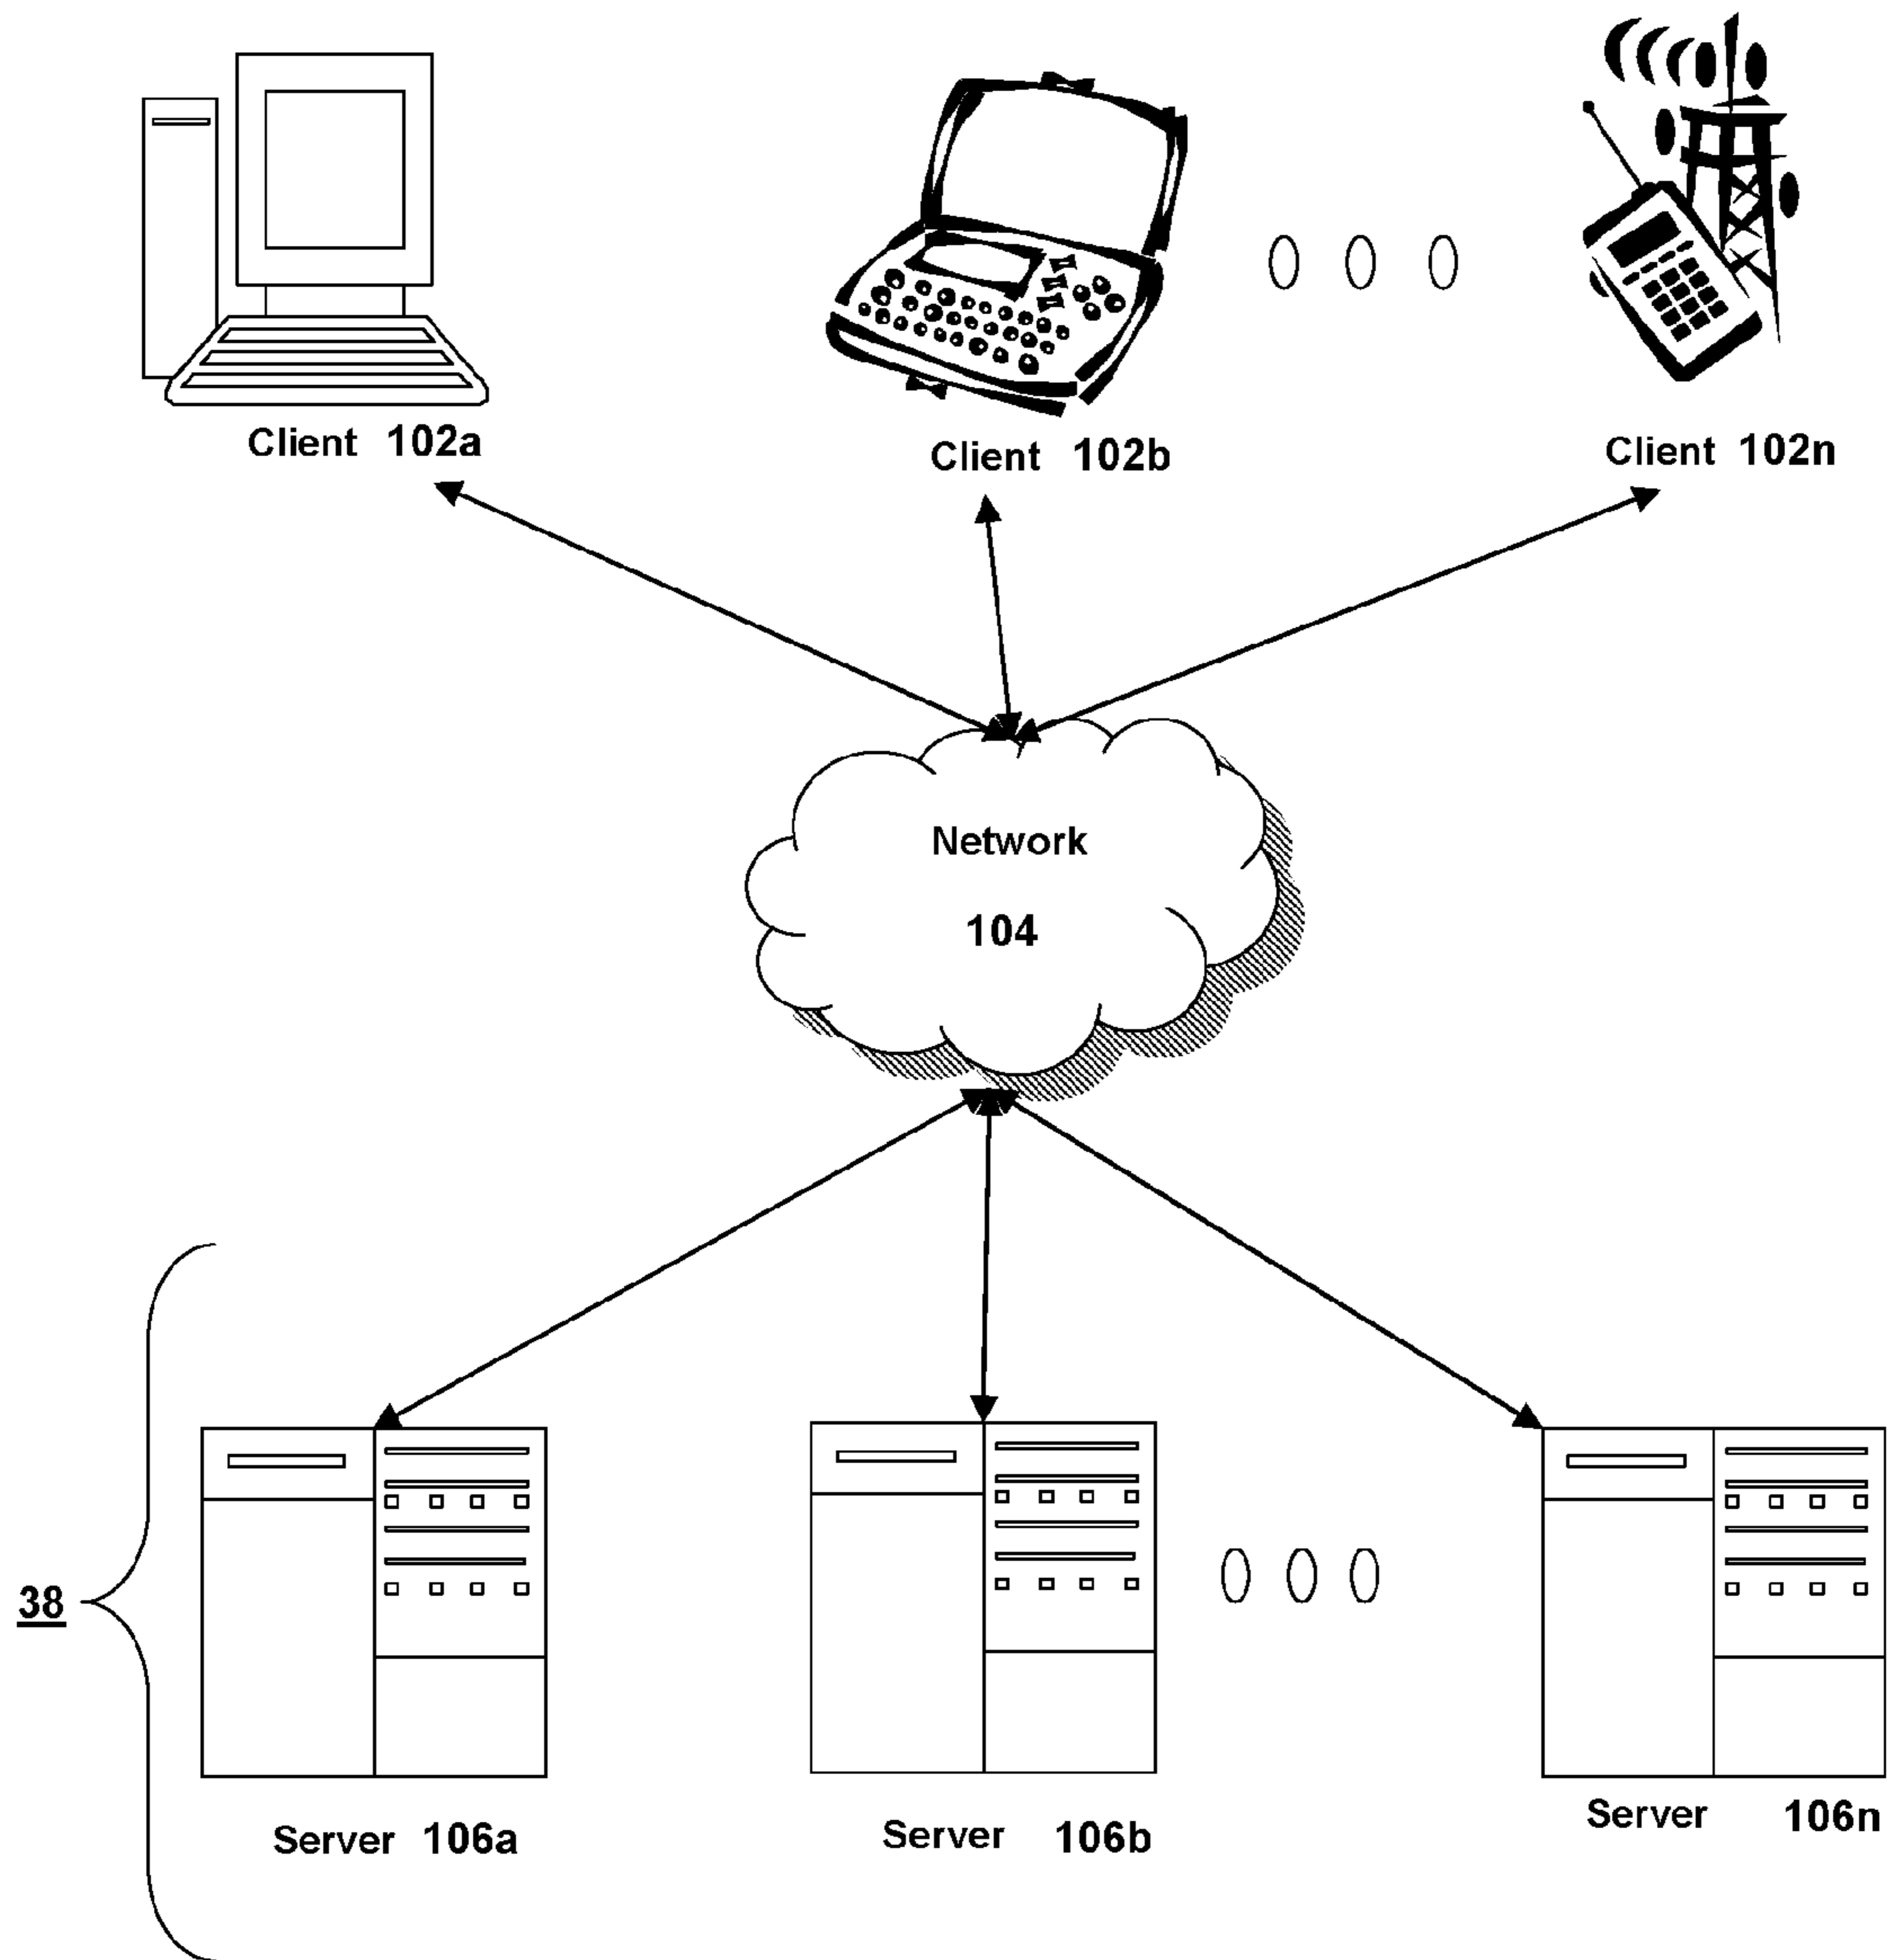 Client 102a
Client 102b
Client 102n
Network
104
38
Server 106a
Server 106b
Server 106n